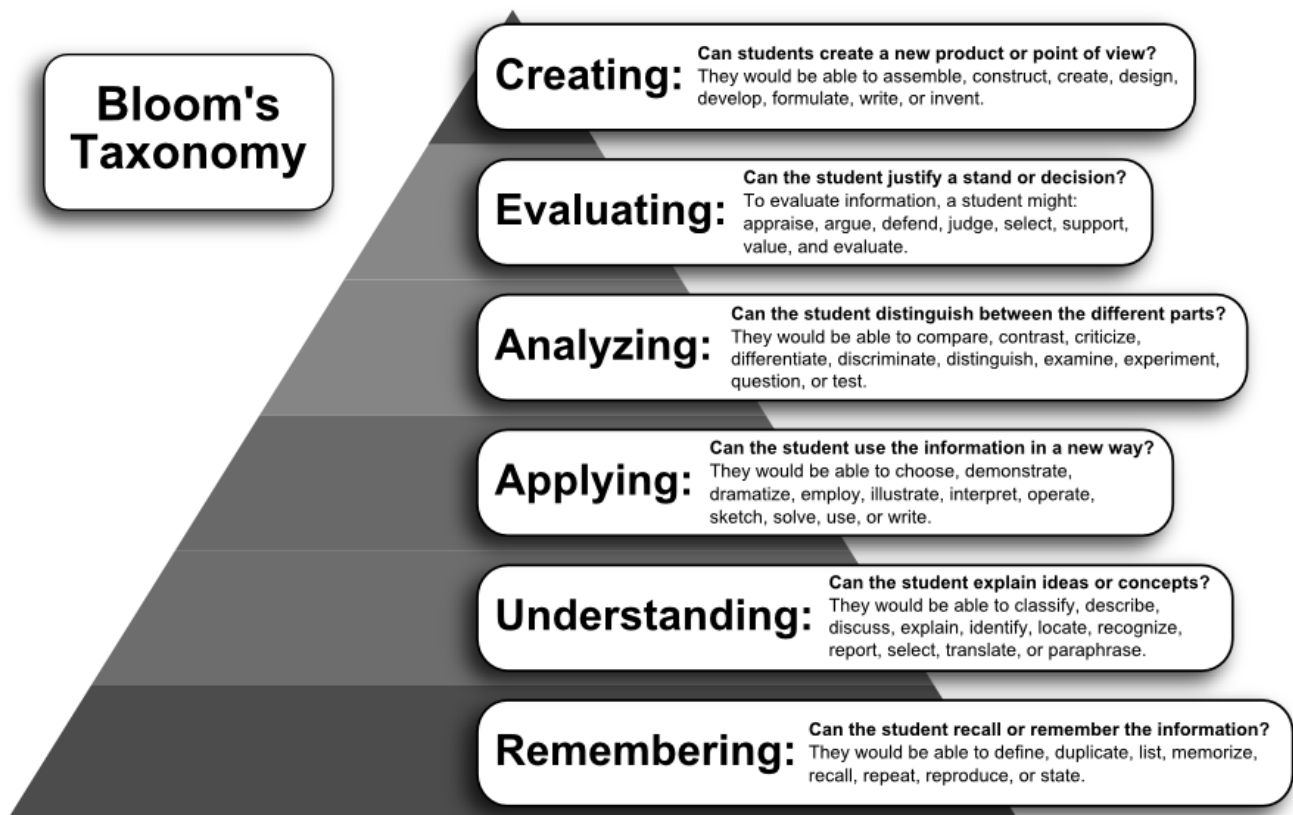 Bloom's
Taxonomy
Creating:
Can students create a new product or point of view?
They would be able to assemble, construct, create, design,
develop, formulate, write, or invent.
Evaluating:
Can the student justify a stand or decision?
To evaluate information, a student might:
appraise, argue, defend, judge, select, support,
value, and evaluate.
Analyzing:
Can the student distinguish between the different parts?
They would be able to compare, contrast, criticize,
differentiate, discriminate, distinguish, examine, experiment,
question, or test.
Applying:
Can the student use the information in a new way?
They would be able to choose, demonstrate,
dramatize, employ, illustrate, interpret, operate,
sketch, solve, use, or write.
Understanding:
Can the student explain ideas or concepts?
They would be able to classify, describe,
discuss, explain, identify, locate, recognize,
report, select, translate, or paraphrase.
Remembering:
Can the student recall or remember the information?
They would be able to define, duplicate, list, memorize,
recall, repeat, reproduce, or state.